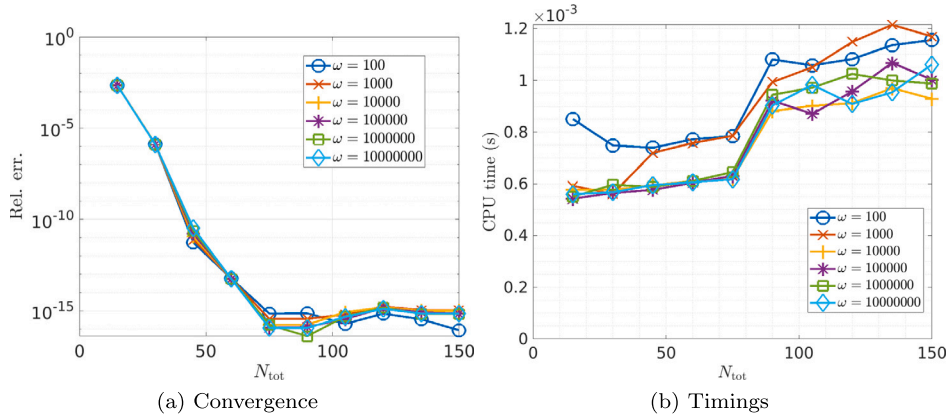 10^0
10^-5
10^-10
10^-15
Rel. err.
0
50
100
150
N_tot
ω = 100
ω = 1000
ω = 10000
ω = 100000
ω = 1000000
ω = 10000000
(a) Convergence
×10^-3
1.2
1
0.8
0.6
0.4
0.2
0
CPU time (s)
0
50
100
150
N_tot
ω = 100
ω = 1000
ω = 10000
ω = 100000
ω = 1000000
ω = 10000000
(b) Timings